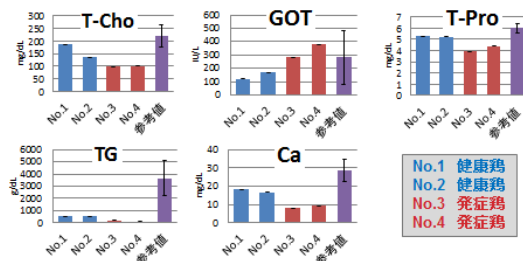 T-Cho
mg/dL
300
250
200
150
100
50
0
No.1
No.2
No.3
No.4
参考値
GOT
IU/L
600
500
400
300
200
100
0
No.1
No.2
No.3
No.4
参考値
T-Pro
mg/dL
7
6
5
4
3
2
1
0
No.1
No.2
No.3
No.4
参考値
TG
g/dL
6000
5000
4000
3000
2000
1000
0
No.1
No.2
No.3
No.4
参考値
Ca
mg/dL
40
30
20
10
0
No.1
No.2
No.3
No.4
参考値
No.1 健康鶏
No.2 健康鶏
No.3 発症鶏
No.4 発症鶏